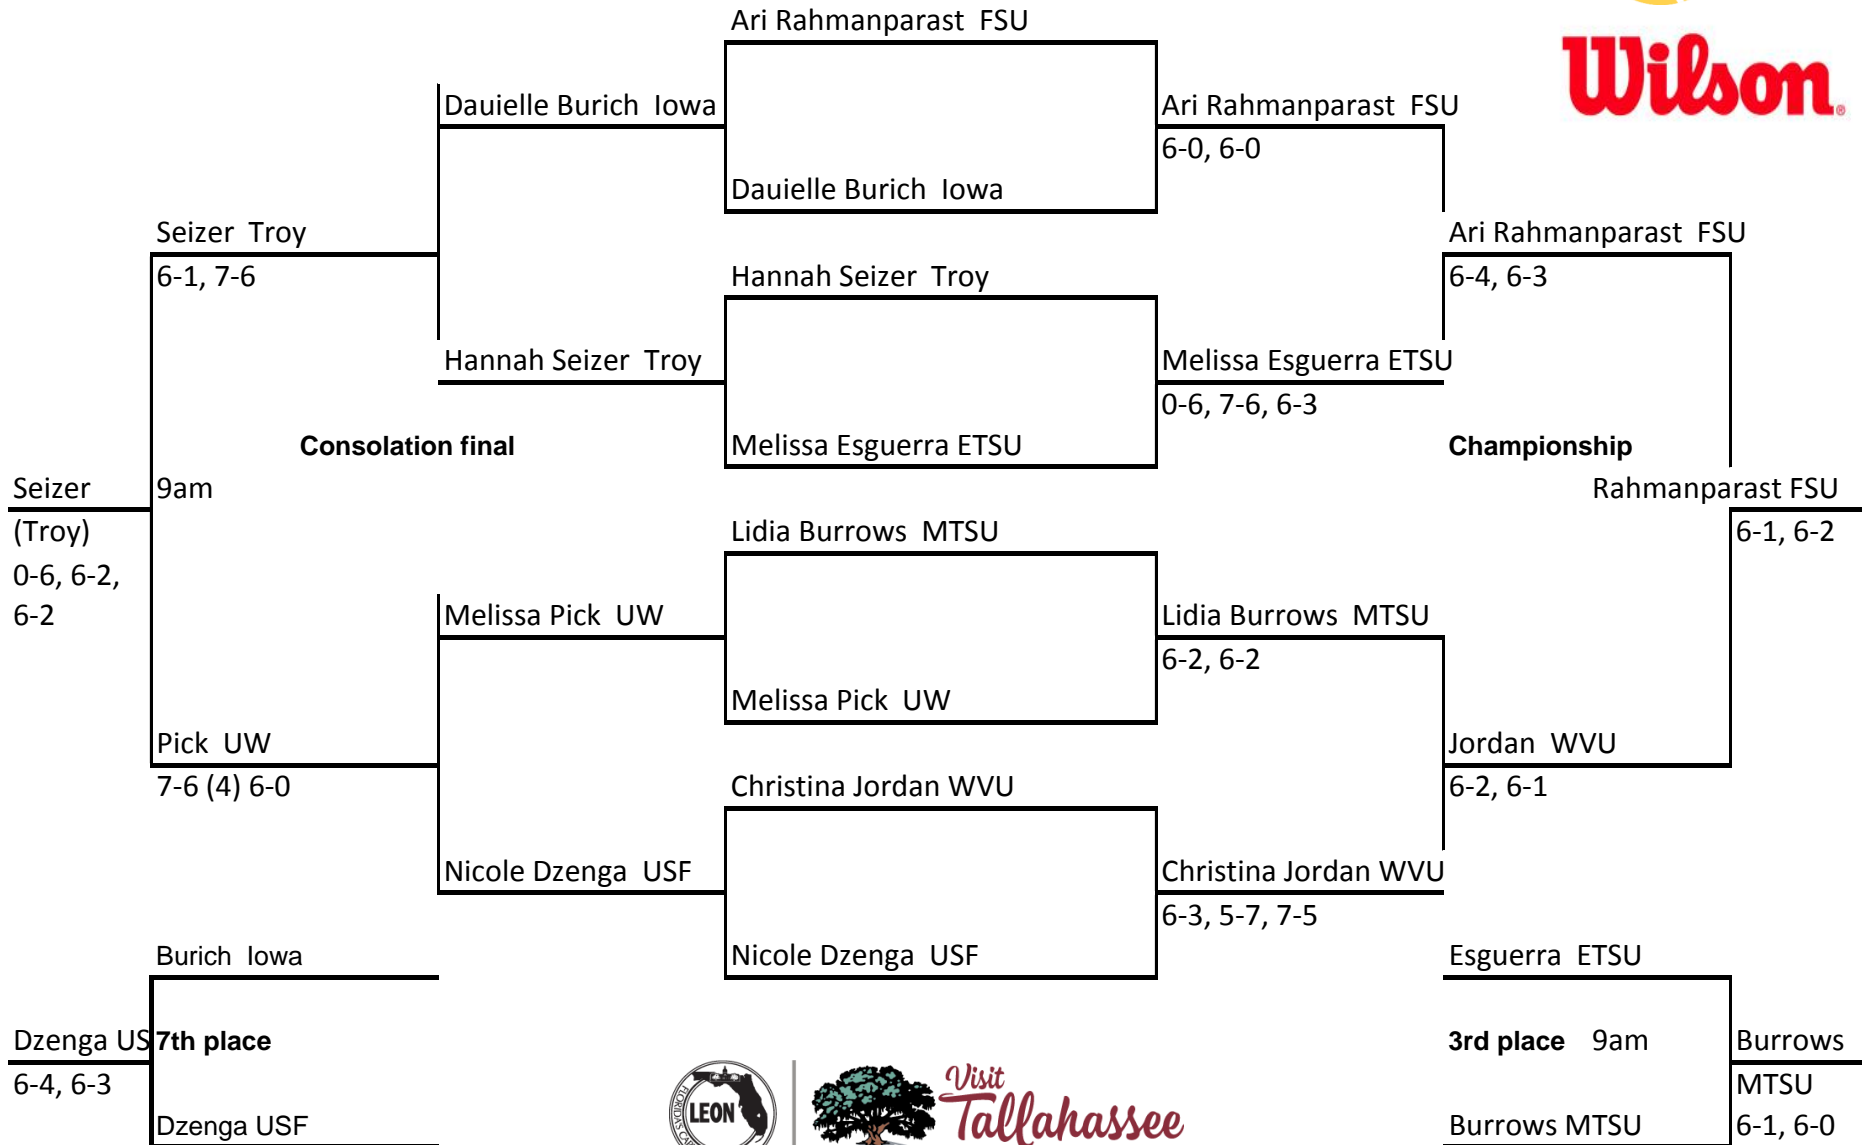 Ari Rahmanparast FSU
Wilson
Dauielle Burich Iowa
Ari Rahmanparast FSU
6-0, 6-0
Dauielle Burich Iowa
Seizer Troy
Ari Rahmanparast FSU
6-1, 7-6
Hannah Seizer Troy
6-4, 6-3
Hannah Seizer Troy
Melissa Esguerra ETSU
0-6, 7-6, 6-3
Consolation final
Melissa Esguerra ETSU
Championship
Seizer
9am
Rahmanparast FSU
(Troy)
Lidia Burrows MTSU
6-1, 6-2
0-6, 6-2,
6-2
Melissa Pick UW
Lidia Burrows MTSU
6-2, 6-2
Melissa Pick UW
Pick UW
Jordan WVU
7-6 (4) 6-0
Christina Jordan WVU
6-2, 6-1
Nicole Dzenga USF
Christina Jordan WVU
6-3, 5-7, 7-5
Burich Iowa
Nicole Dzenga USF
Esguerra ETSU
Dzenga US
7th place
3rd place 9am
Burrows
6-4, 6-3
LEON
Visit
Tallahassee
MTSU
Dzenga USF
Burrows MTSU
6-1, 6-0